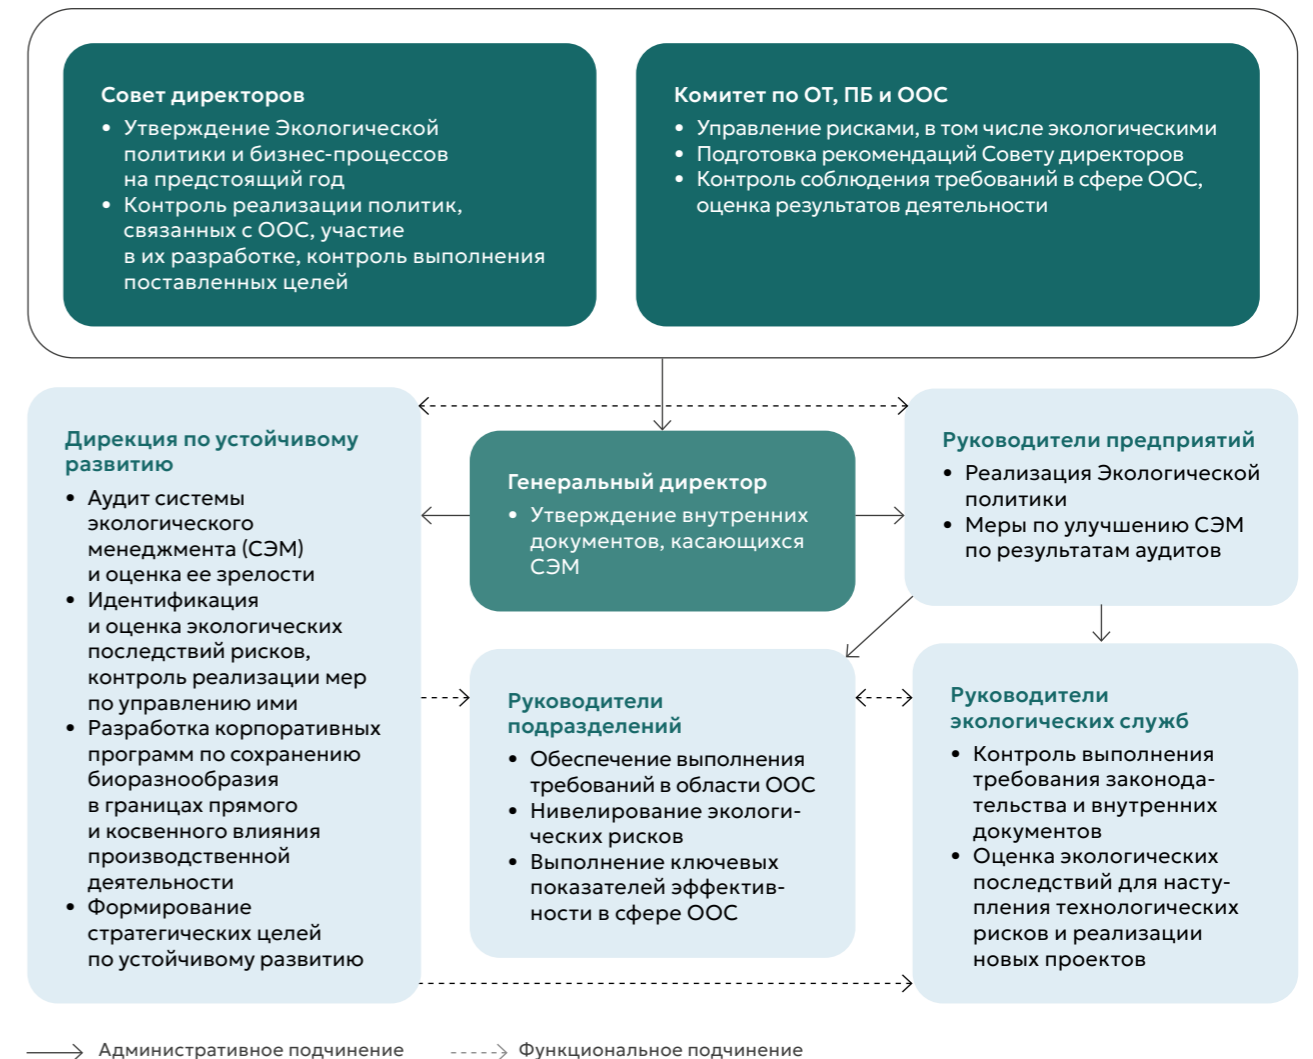 Совет директоров
• Утверждение Экологической
политики и бизнес-процессов
на предстоящий год
• Контроль реализации политик,
связанных с ООС, участие
в их разработке, контроль выполнения
поставленных целей
Комитет по ОТ, ПБ и ООС
• Управление рисками, в том числе экологическими
• Подготовка рекомендаций Совету директоров
• Контроль соблюдения требований в сфере ООС,
оценка результатов деятельности
Дирекция по устойчивому
развитию
• Аудит системы
экологического
менеджмента (СЭМ)
и оценка ее зрелости
• Идентификация
и оценка экологических
последствий рисков,
контроль реализации мер
по управлению ими
• Разработка корпоративных
программ по сохранению
биоразнообразия
в границах прямого
и косвенного влияния
производственной
деятельности
• Формирование
стратегических целей
по устойчивому развитию
Генеральный директор
• Утверждение внутренних
документов, касающихся
СЭМ
Руководители предприятий
• Реализация Экологической
политики
• Меры по улучшению СЭМ
по результатам аудитов
Руководители
подразделений
• Обеспечение выполнения
требований в области ООС
• Нивелирование экологи-
ческих рисков
• Выполнение ключевых
показателей эффектив-
ности в сфере ООС
Руководители
экологических служб
• Контроль выполнения
требования законода-
тельства и внутренних
документов
• Оценка экологических
последствий для насту-
пления технологических
рисков и реализации
новых проектов
Административное подчинение
Функциональное подчинение